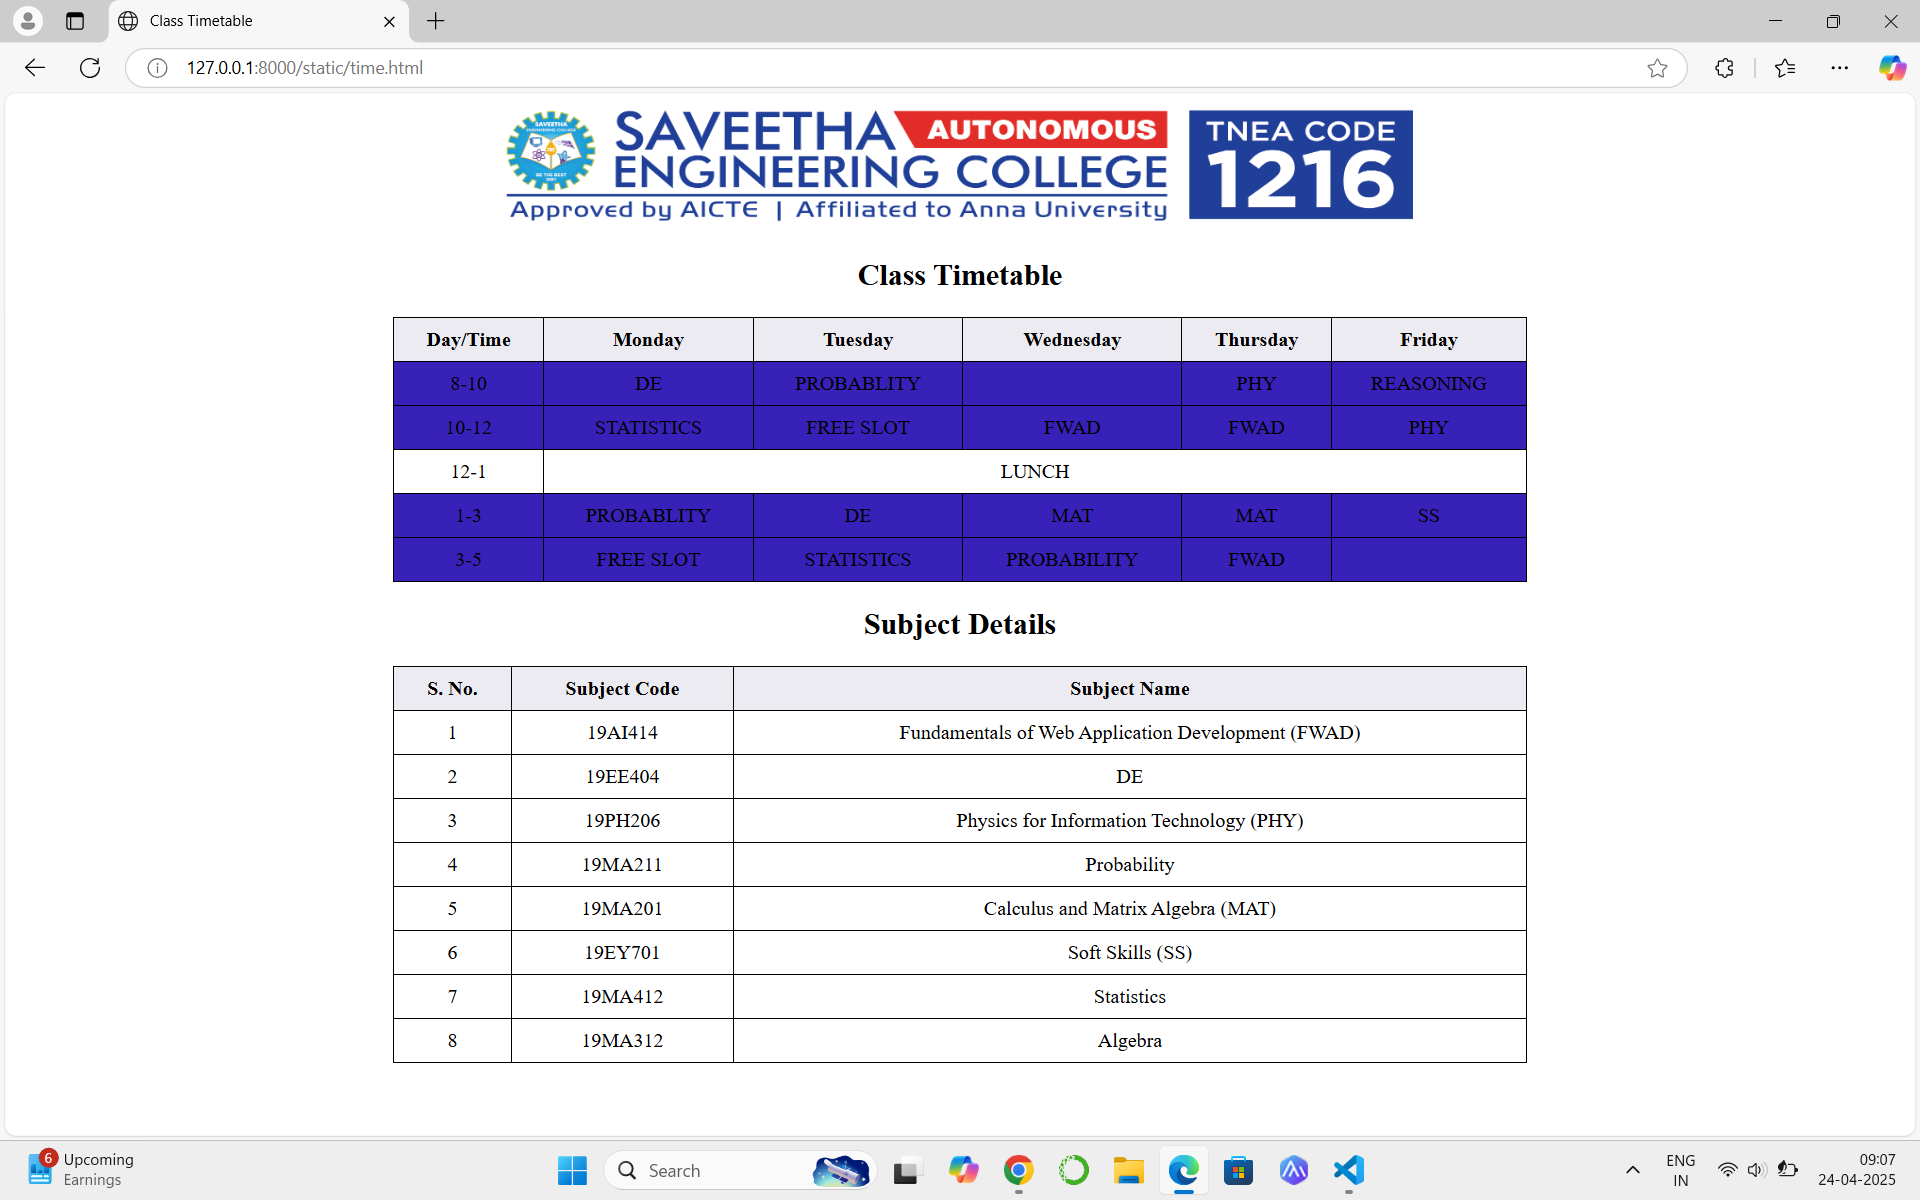 Class Timetable
127.0.0.1:8000/static/time.html
SAVEETHA AUTONOMOUS
ENGINEERING COLLEGE
Approved by AICTE | Affiliated to Anna University
SAVEETHA
ENGINEERING COLLEGE
BE THE BEST
TNEA CODE
1216
Class Timetable
Day/Time Monday Tuesday Wednesday Thursday Friday
8-10 DE PROBABLITY PHY REASONING
10-12 STATISTICS FREE SLOT FWAD FWAD PHY
12-1 LUNCH
1-3 PROBABLITY DE MAT MAT SS
3-5 FREE SLOT STATISTICS PROBABILITY FWAD
Subject Details
S. No. Subject Code Subject Name
1 19AI414 Fundamentals of Web Application Development (FWAD)
2 19EE404 DE
3 19PH206 Physics for Information Technology (PHY)
4 19MA211 Probability
5 19MA201 Calculus and Matrix Algebra (MAT)
6 19EY701 Soft Skills (SS)
7 19MA412 Statistics
8 19MA312 Algebra
6 Upcoming
Earnings
Search
ENG
IN
09:07
24-04-2025